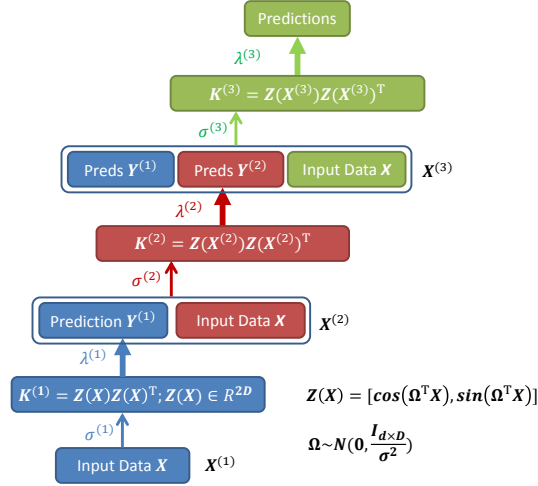 Predictions
λ⁽³⁾
K⁽³⁾ = Z(X⁽³⁾)Z(X⁽³⁾)ᵀ
σ⁽³⁾
Preds Y⁽¹⁾ Preds Y⁽²⁾ Input Data X X⁽³⁾
λ⁽²⁾
K⁽²⁾ = Z(X⁽²⁾)Z(X⁽²⁾)ᵀ
σ⁽²⁾
Prediction Y⁽¹⁾ Input Data X X⁽²⁾
λ⁽¹⁾
K⁽¹⁾ = Z(X)Z(X)ᵀ; Z(X) ∈ R²ᴰ
σ⁽¹⁾
Input Data X X⁽¹⁾
Z(X) = [cos(ΩᵀX), sin(ΩᵀX)]
Ω~N(0, I_{d×D}/σ²)